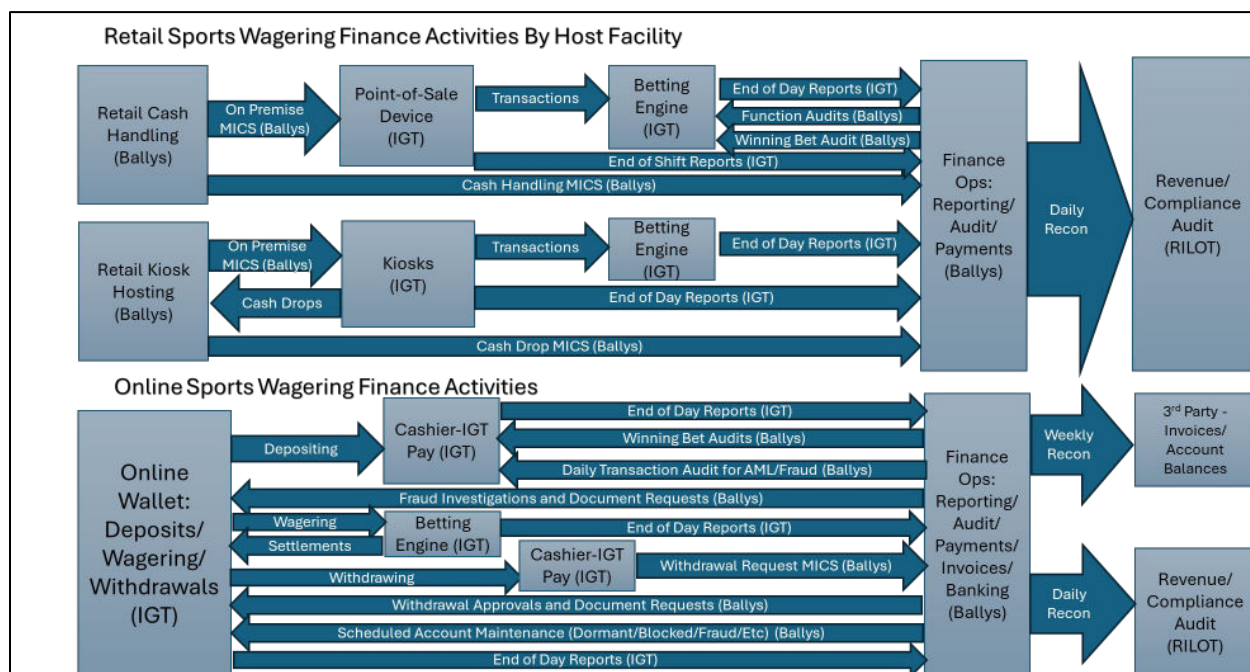 Retail Sports Wagering Finance Activities By Host Facility
Retail Cash
Handling
(Ballys)
On Premise
MICS (Ballys)
Point-of-Sale
Device
(IGT)
Transactions
Betting
Engine
(IGT)
End of Day Reports (IGT)
Function Audits (Ballys)
Winning Bet Audit (Ballys)
End of Shift Reports (IGT)
Cash Handling MICS (Ballys)
Finance
Ops:
Reporting/
Audit/
Payments
(Ballys)
Daily
Recon
Revenue/
Compliance
Audit
(RILOT)
Retail Kiosk
Hosting
(Ballys)
On Premise
MICS (Ballys)
Cash Drops
Kiosks
(IGT)
Transactions
Betting
Engine
(IGT)
End of Day Reports (IGT)
End of Day Reports (IGT)
Cash Drop MICS (Ballys)
Online Sports Wagering Finance Activities
Online
Wallet:
Deposits/
Wagering/
Withdrawals
(IGT)
Depositing
Cashier-IGT
Pay (IGT)
End of Day Reports (IGT)
Winning Bet Audits (Ballys)
Daily Transaction Audit for AML/Fraud (Ballys)
Fraud Investigations and Document Requests (Ballys)
Wagering
Settlements
Betting
Engine (IGT)
End of Day Reports (IGT)
Withdrawing
Cashier-IGT
Pay (IGT)
Withdrawal Request MICS (Ballys)
Withdrawal Approvals and Document Requests (Ballys)
Scheduled Account Maintenance (Dormant/Blocked/Fraud/Etc) (Ballys)
End of Day Reports (IGT)
Finance
Ops:
Reporting/
Audit/
Payments/
Invoices/
Banking
(Ballys)
Weekly
Recon
3rd Party -
Invoices/
Account
Balances
Daily
Recon
Revenue/
Compliance
Audit
(RILOT)